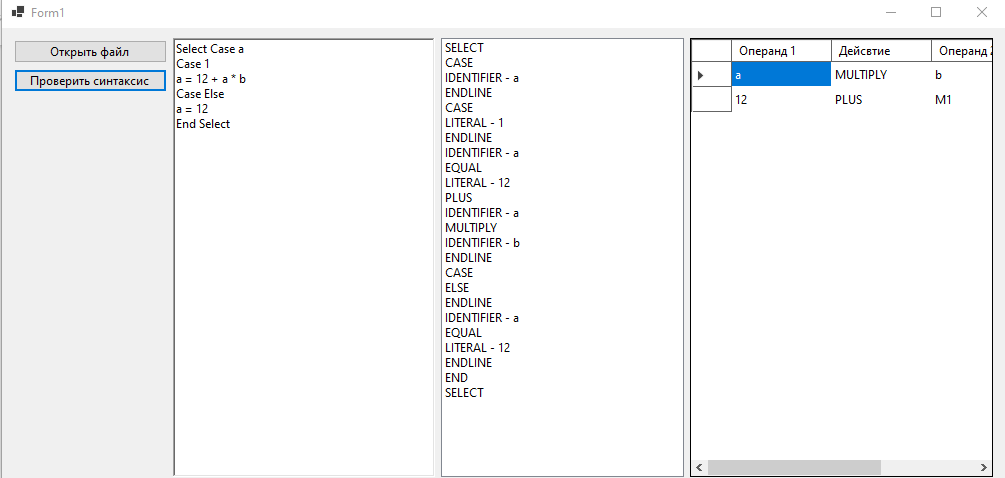 Form1
Открыть файл
Проверить синтаксис
Select Case a
Case 1
a = 12 + a * b
Case Else
a = 12
End Select
SELECT
CASE
IDENTIFIER - a
ENDLINE
CASE
LITERAL - 1
ENDLINE
IDENTIFIER - a
EQUAL
LITERAL - 12
PLUS
IDENTIFIER - a
MULTIPLY
IDENTIFIER - b
ENDLINE
CASE
ELSE
ENDLINE
IDENTIFIER - a
EQUAL
LITERAL - 12
ENDLINE
END
SELECT
Операнд 1 Дейсвтие Операнд 2
a MULTIPLY b
12 PLUS M1